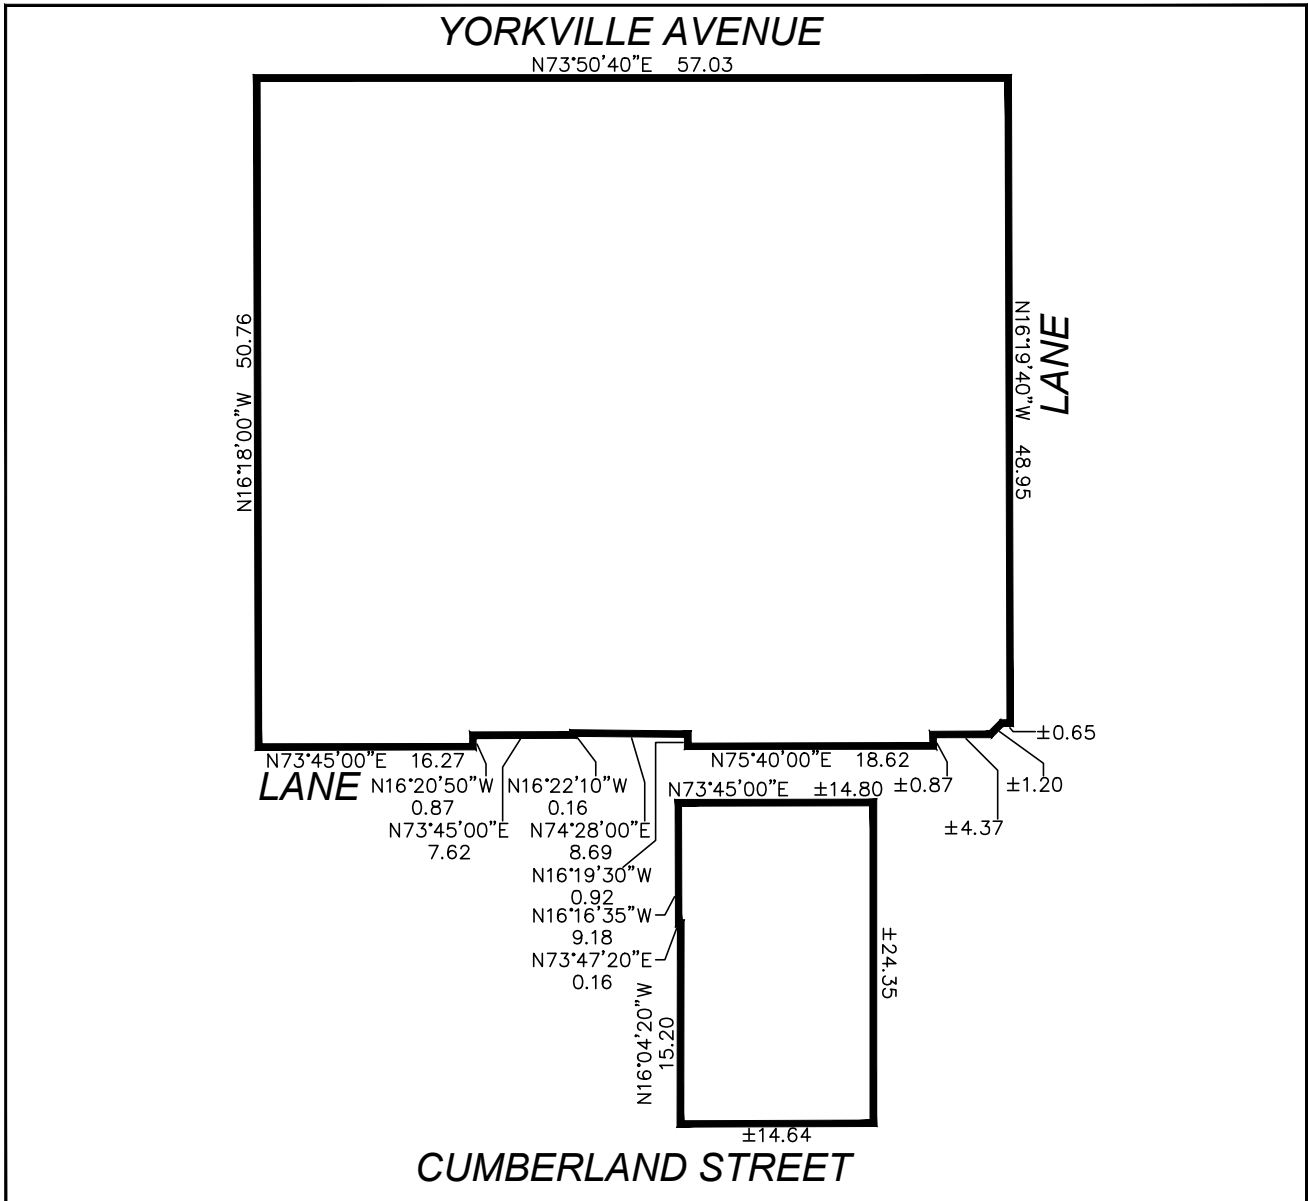 YORKVILLE AVENUE
N73°50'40"E 57.03
N16°18'00"W 50.76
N16°19'40"W 48.95
LANE
±0.65
N73°45'00"E 16.27
LANE
N16°20'50"W
0.87
N73°45'00"E
7.62
N16°22'10"W
0.16
N74°28'00"E
8.69
N16°19'30"W
0.92
N75°40'00"E 18.62
±0.87
±1.20
±4.37
N73°45'00"E ±14.80
N16°16'35"W
9.18
N73°47'20"E
0.16
N16°04'20"W
15.20
±24.35
±14.64
CUMBERLAND STREET